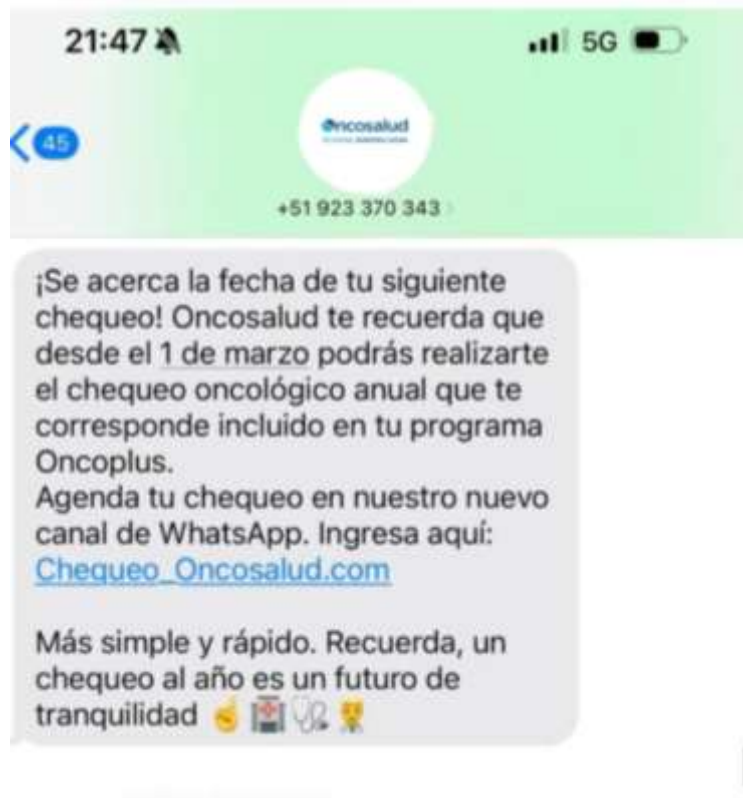 21:47
5G
45
Oncosalud
+51 923 370 343
¡Se acerca la fecha de tu siguiente
chequeo! Oncosalud te recuerda que
desde el 1 de marzo podrás realizarte
el chequeo oncológico anual que te
corresponde incluido en tu programa
Oncoplus.
Agenda tu chequeo en nuestro nuevo
canal de WhatsApp. Ingresa aquí:
Chequeo_Oncosalud.com
Más simple y rápido. Recuerda, un
chequeo al año es un futuro de
tranquilidad ☝️🏥🩺👨‍⚕️